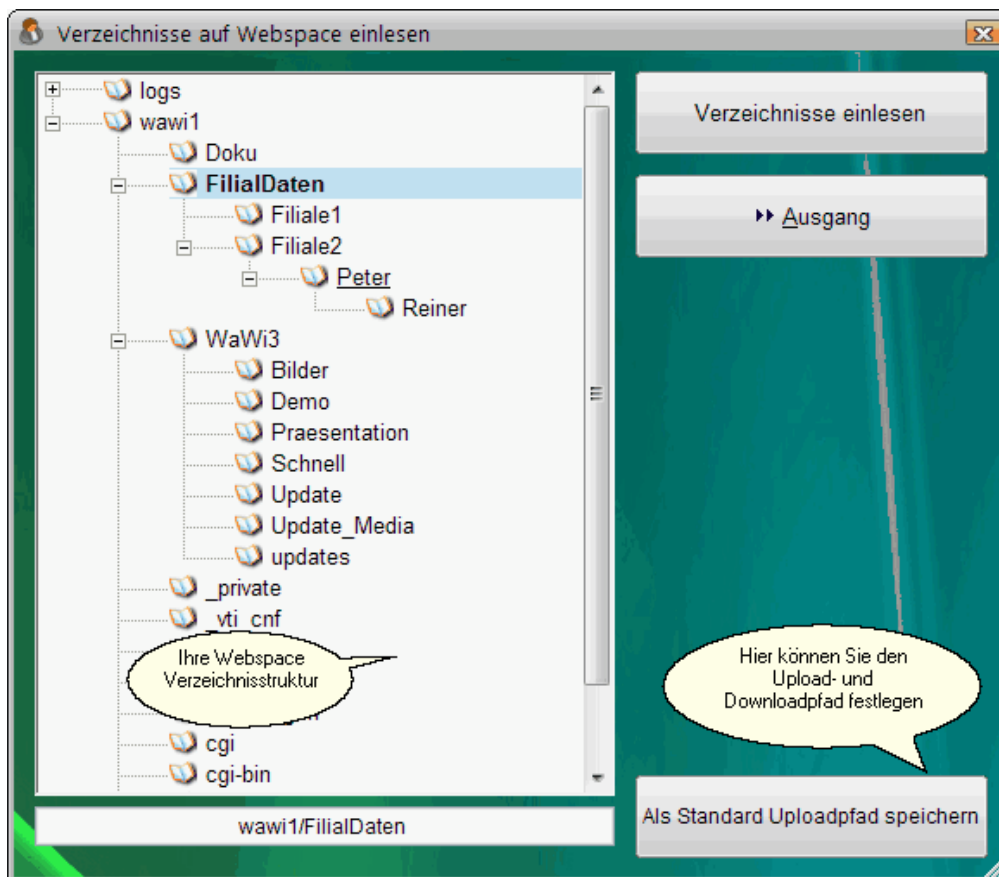 Verzeichnisse auf Webspace einlesen
logs
wawi1
Doku
FilialDaten
Filiale1
Filiale2
Peter
Reiner
WaWi3
Bilder
Demo
Praesentation
Schnell
Update
Update_Media
updates
_private
_vti_cnf
Ihre Webspace
Verzeichnisstruktur
cgi
cgi-bin
wawi1/FilialDaten
Verzeichnisse einlesen
Ausgang
Hier können Sie den
Upload- und
Downloadpfad festlegen
Als Standard Uploadpfad speichern